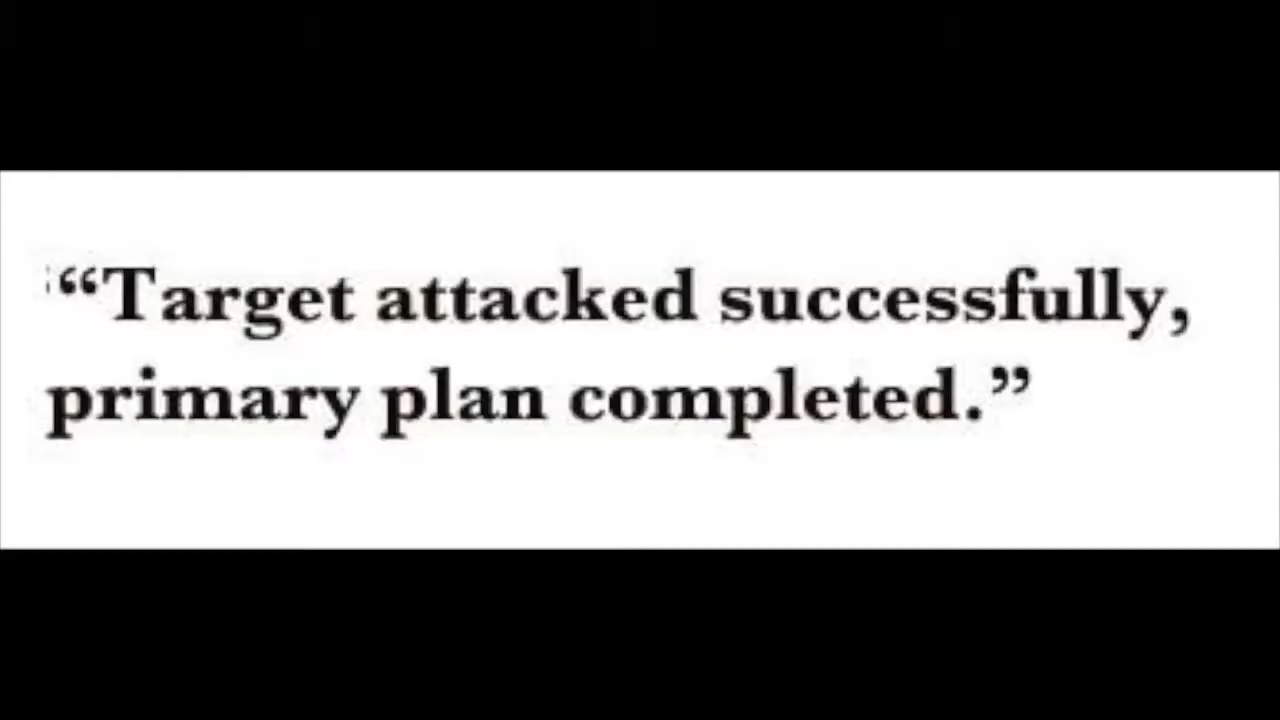 “Target attacked successfully,
primary plan completed.”